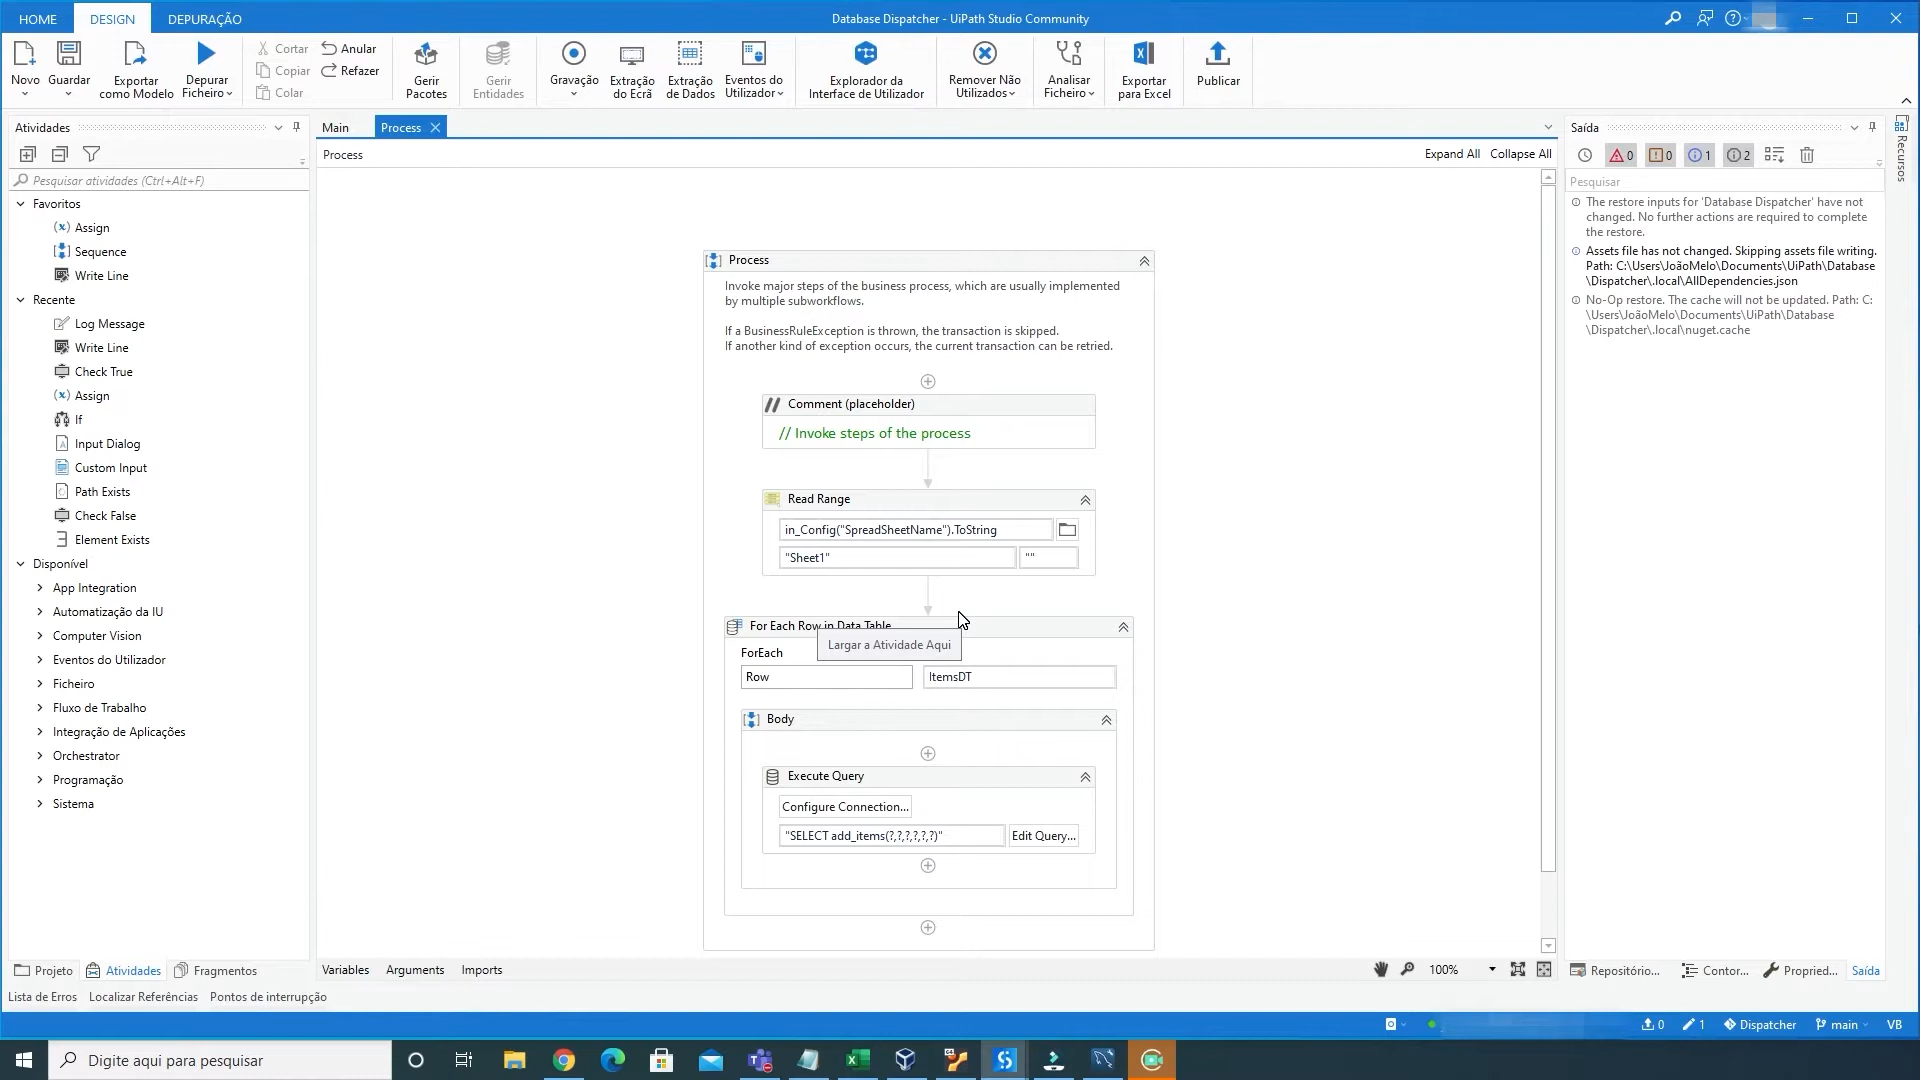 HOME
DESIGN
DEPURAÇÃO
Database Dispatcher - UiPath Studio Community
Novo
Guardar
Exportar
como Modelo
Depurar
Ficheiro
Cortar
Copiar
Colar
Anular
Refazer
Gerir
Pacotes
Gerir
Entidades
Gravação
Extração
do Ecrã
Extração
de Dados
Eventos do
Utilizador
Explorador da
Interface de Utilizador
Remover Não
Utilizados
Analisar
Ficheiro
Exportar
para Excel
Publicar
Atividades
Pesquisar atividades (Ctrl+Alt+F)
Favoritos
Assign
Sequence
Write Line
Recente
Log Message
Write Line
Check True
Assign
If
Input Dialog
Custom Input
Path Exists
Check False
Element Exists
Disponível
App Integration
Automatização da IU
Computer Vision
Eventos do Utilizador
Ficheiro
Fluxo de Trabalho
Integração de Aplicações
Orchestrator
Programação
Sistema
Projeto
Atividades
Fragmentos
Main
Process
Process
Expand All
Collapse All
Process
Invoke major steps of the business process, which are usually implemented
by multiple subworkflows.
If a BusinessRuleException is thrown, the transaction is skipped.
If another kind of exception occurs, the current transaction can be retried.
// Comment (placeholder)
// Invoke steps of the process
Read Range
in_Config("SpreadSheetName").ToString
"Sheet1"
""
For Each Row in Data Table
Largar a Atividade Aqui
ForEach
Row
ItemsDT
Body
Execute Query
Configure Connection...
"SELECT add_items(?,?,?,?,?,?)"
Edit Query...
Variables
Arguments
Imports
100%
Saída
0
0
1
2
Pesquisar
The restore inputs for 'Database Dispatcher' have not
changed. No further actions are required to complete
the restore.
Assets file has not changed. Skipping assets file writing.
Path: C:\Users\JoãoMelo\Documents\UiPath\Database
\Dispatcher\.local\AllDependencies.json
No-Op restore. The cache will not be updated. Path: C:
\Users\JoãoMelo\Documents\UiPath\Database
\Dispatcher\.local\nuget.cache
Recursos
Repositório...
Contor...
Propried...
Saída
Lista de Erros
Localizar Referências
Pontos de interrupção
0
1
Dispatcher
main
VB
Digite aqui para pesquisar